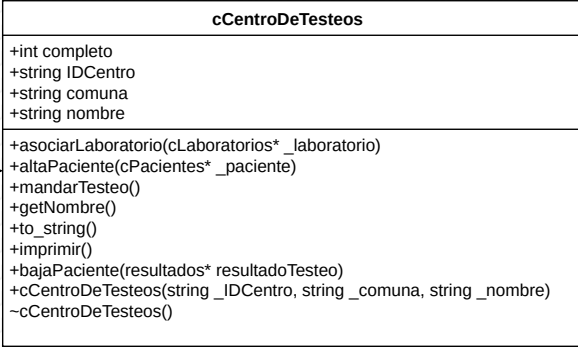 cCentroDeTesteos
+int completo
+string IDCentro
+string comuna
+string nombre
+asociarLaboratorio(cLaboratorios* _laboratorio)
+altaPaciente(cPacientes* _paciente)
+mandarTesteo()
+getNombre()
+to_string()
+imprimir()
+bajaPaciente(resultados* resultadoTesteo)
+cCentroDeTesteos(string _IDCentro, string _comuna, string _nombre)
~cCentroDeTesteos()